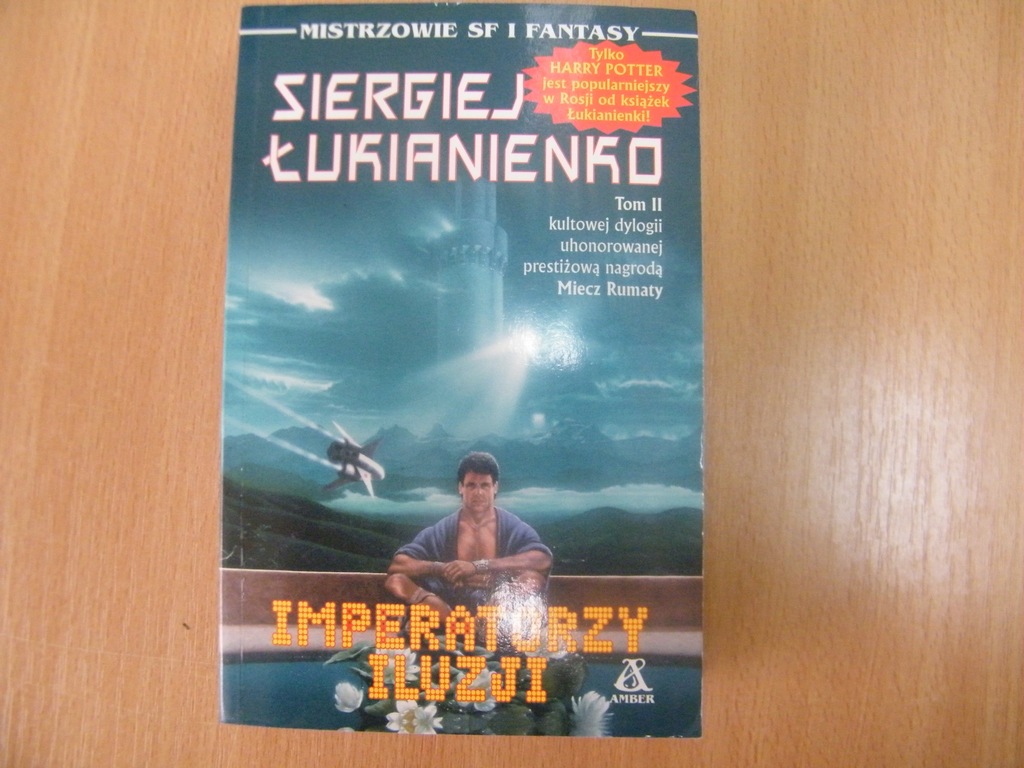 MISTRZOWIE SF I FANTASY
Tylko
HARRY POTTER
jest popularniejszy
w Rosji od książek
Łukianienki!
SIERGIEJ
ŁUKIANIENKO
Tom II
kultowej dylogii
uhonorowanej
prestiżową nagrodą
Miecz Rumaty
IMPERATORZY
ILUZJI
AMBER